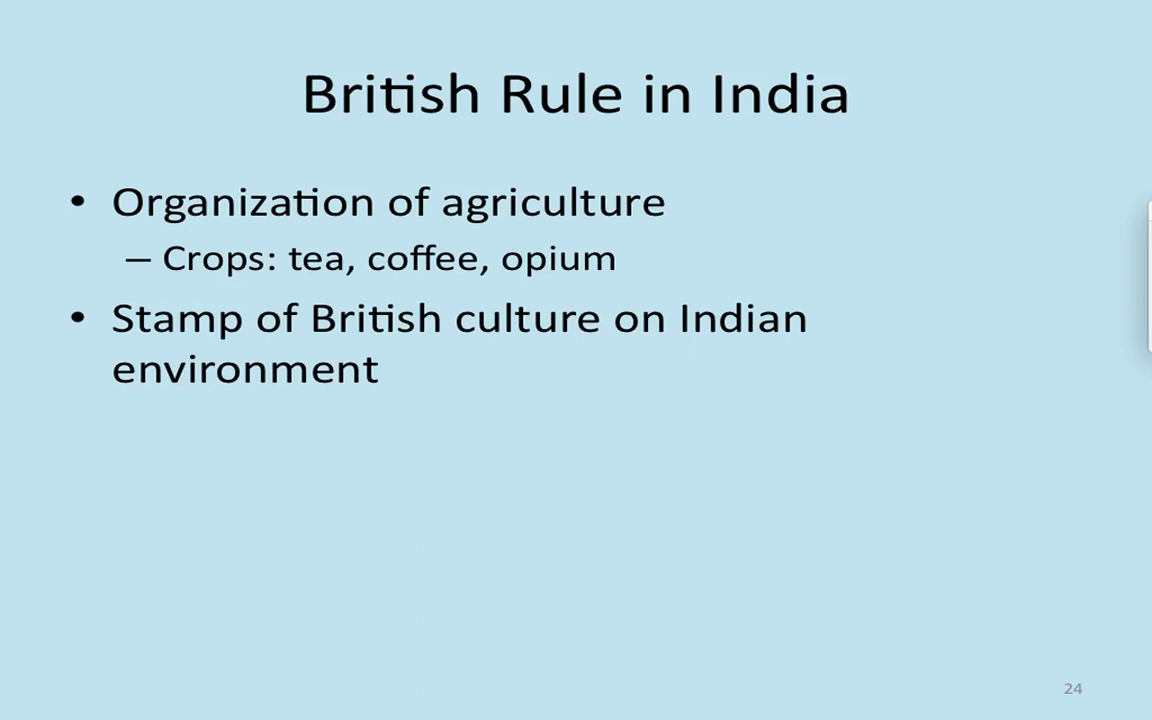 British Rule in India
• Organization of agriculture
– Crops: tea, coffee, opium
• Stamp of British culture on Indian
environment
24